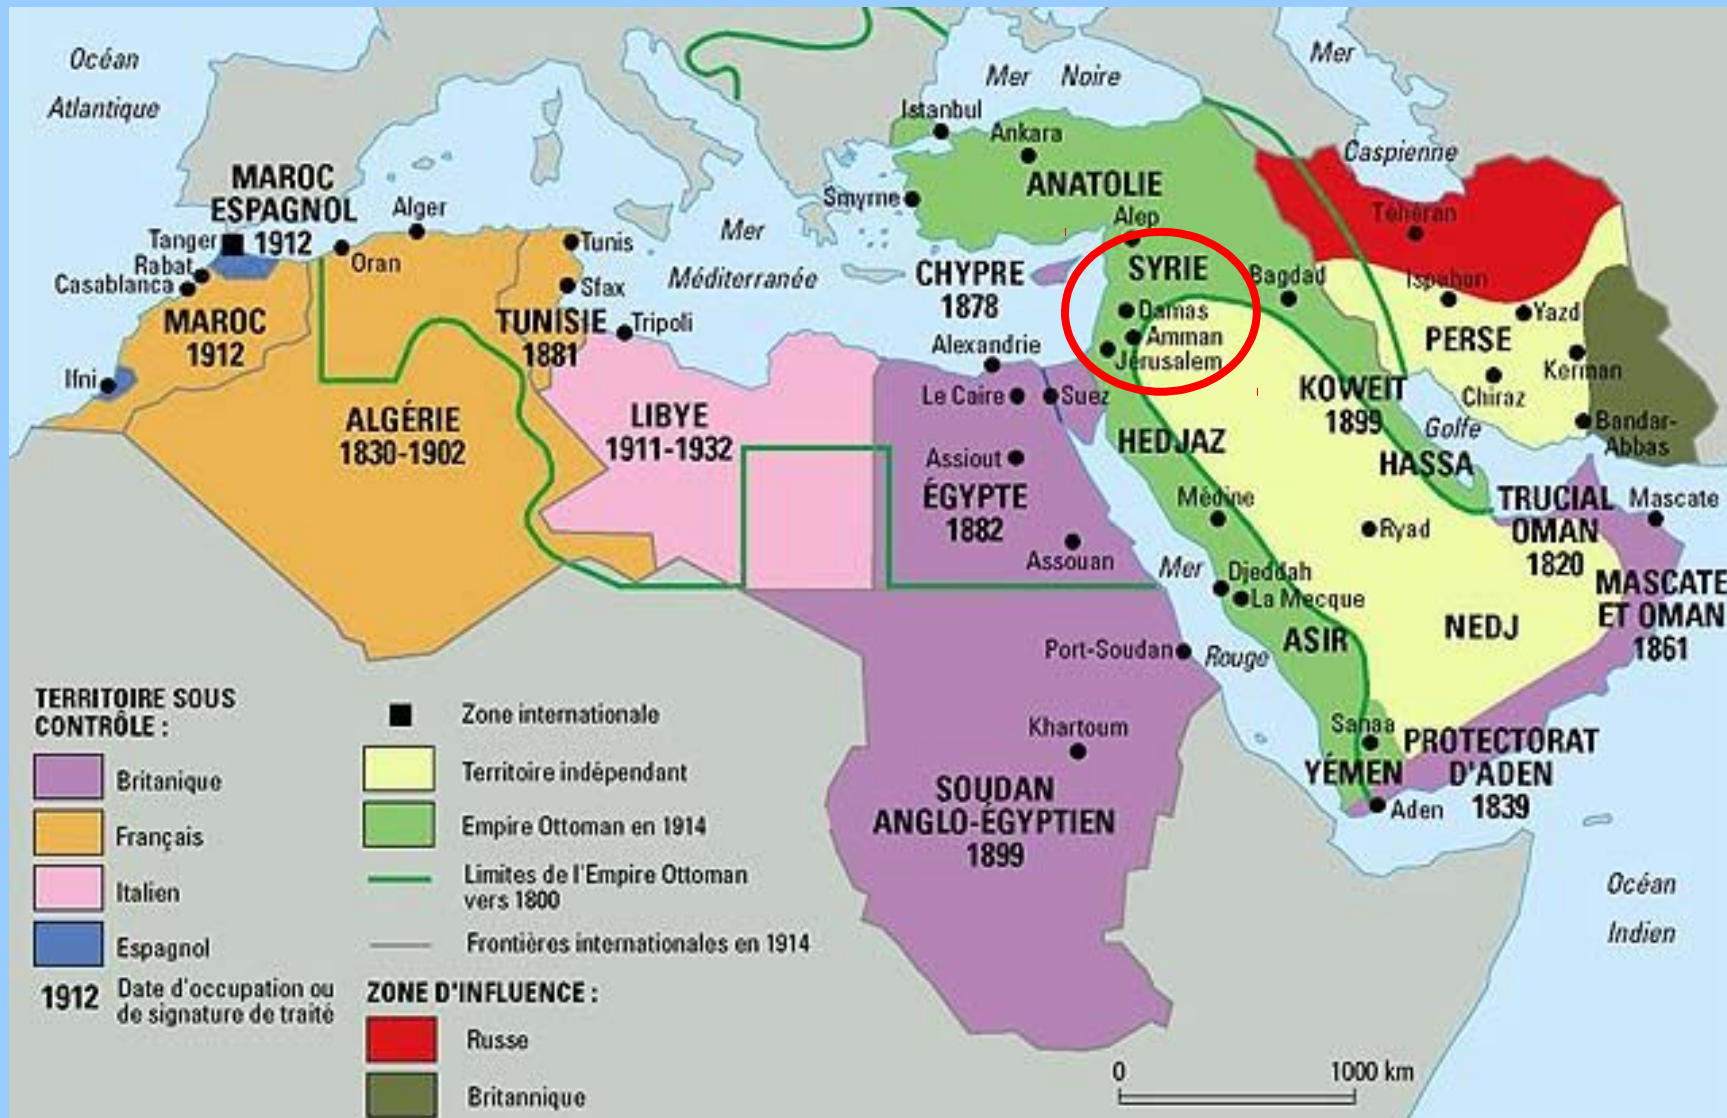 Océan
Atlantique
Mer Noire
Mer
Caspienne
Istanbul
Ankara
ANATOLIE
Smyrne
Alep
MAROC
ESPAGNOL
1912
Alger
Tanger
Oran
Tunis
Rabat
Casablanca
Sfax
Mer
Méditerranée
CHYPRE
1878
SYRIE
Bagdad
Téhéran
Ispahan
Yazd
MAROC
1912
TUNISIE
1881
Tripoli
Damas
Amman
Jérusalem
PERSE
Kerman
Chiraz
Alexandrie
Ifni
Le Caire
Suez
KOWEIT
1899
Golfe
Bandar-
Abbas
ALGÉRIE
1830-1902
LIBYE
1911-1932
HEDJAZ
HASSA
Assiout
ÉGYPTE
1882
Médine
Ryad
TRUCIAL
OMAN
1820
Mascate
Assouan
Mer
Rouge
Djeddah
La Mecque
MASCATE
ET OMAN
1861
ASIR
NEDJ
Port-Soudan
Khartoum
SOUDAN
ANGLO-ÉGYPTIEN
1899
Sanaa
YÉMEN
PROTECTORAT
D'ADEN
1839
Aden
Océan
Indien
TERRITOIRE SOUS
CONTRÔLE :
Britanique
Français
Italien
Espagnol
1912 Date d'occupation ou
de signature de traité
Zone internationale
Territoire indépendant
Empire Ottoman en 1914
Limites de l'Empire Ottoman
vers 1800
Frontières internationales en 1914
ZONE D'INFLUENCE :
Russe
Britannique
0 1000 km